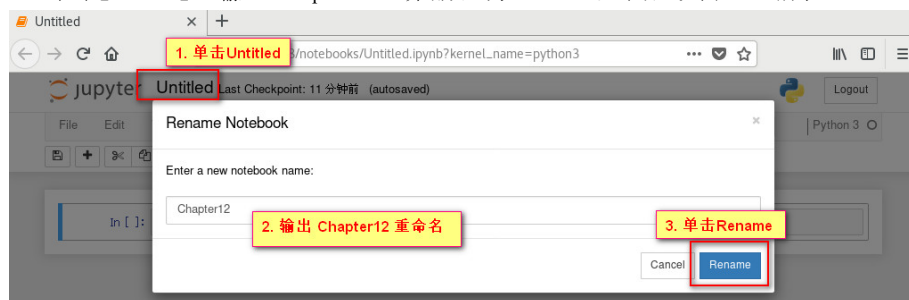 Untitled
1. 单击Untitled
/notebooks/Untitled.ipynb?kernel_name=python3
jupyter Untitled Last Checkpoint: 11 分钟前 (autosaved)
Logout
File Edit
Python 3
Rename Notebook
Enter a new notebook name:
Chapter12
In [ ]:
2. 输出 Chapter12 重命名
3. 单击Rename
Cancel Rename